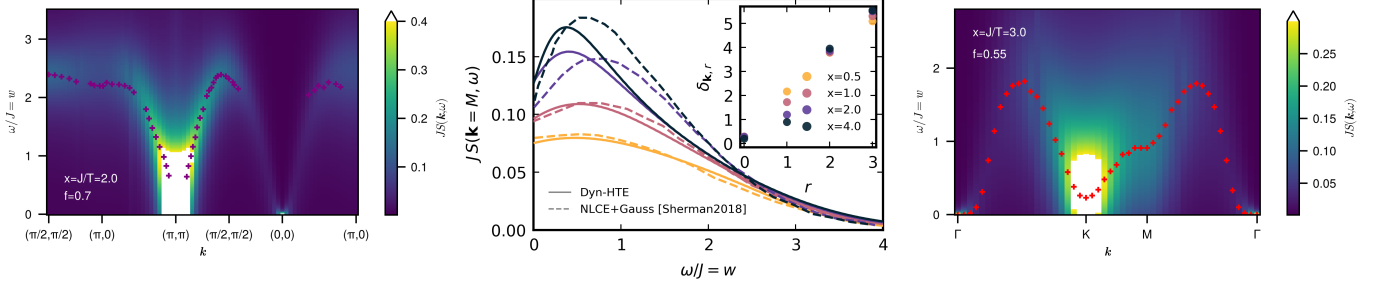 ω/J = w
3
2
1
0
x=J/T=2.0
f=0.7
(π/2,π/2)
(π,0)
(π,π)
(π/2,π/2)
(0,0)
(π,0)
k
0.4
0.3
0.2
0.1
JS(k,ω)
J S(k = M, ω)
0.15
0.10
0.05
0.00
Dyn-HTE
NLCE+Gauss [Sherman2018]
0
1
2
3
4
ω/J = w
δk,r
5
4
3
2
1
0
x=0.5
x=1.0
x=2.0
x=4.0
0
1
2
3
r
ω/J = w
2
1
0
x=J/T=3.0
f=0.55
Γ
K
M
Γ
k
0.25
0.20
0.15
0.10
0.05
JS(k,ω)